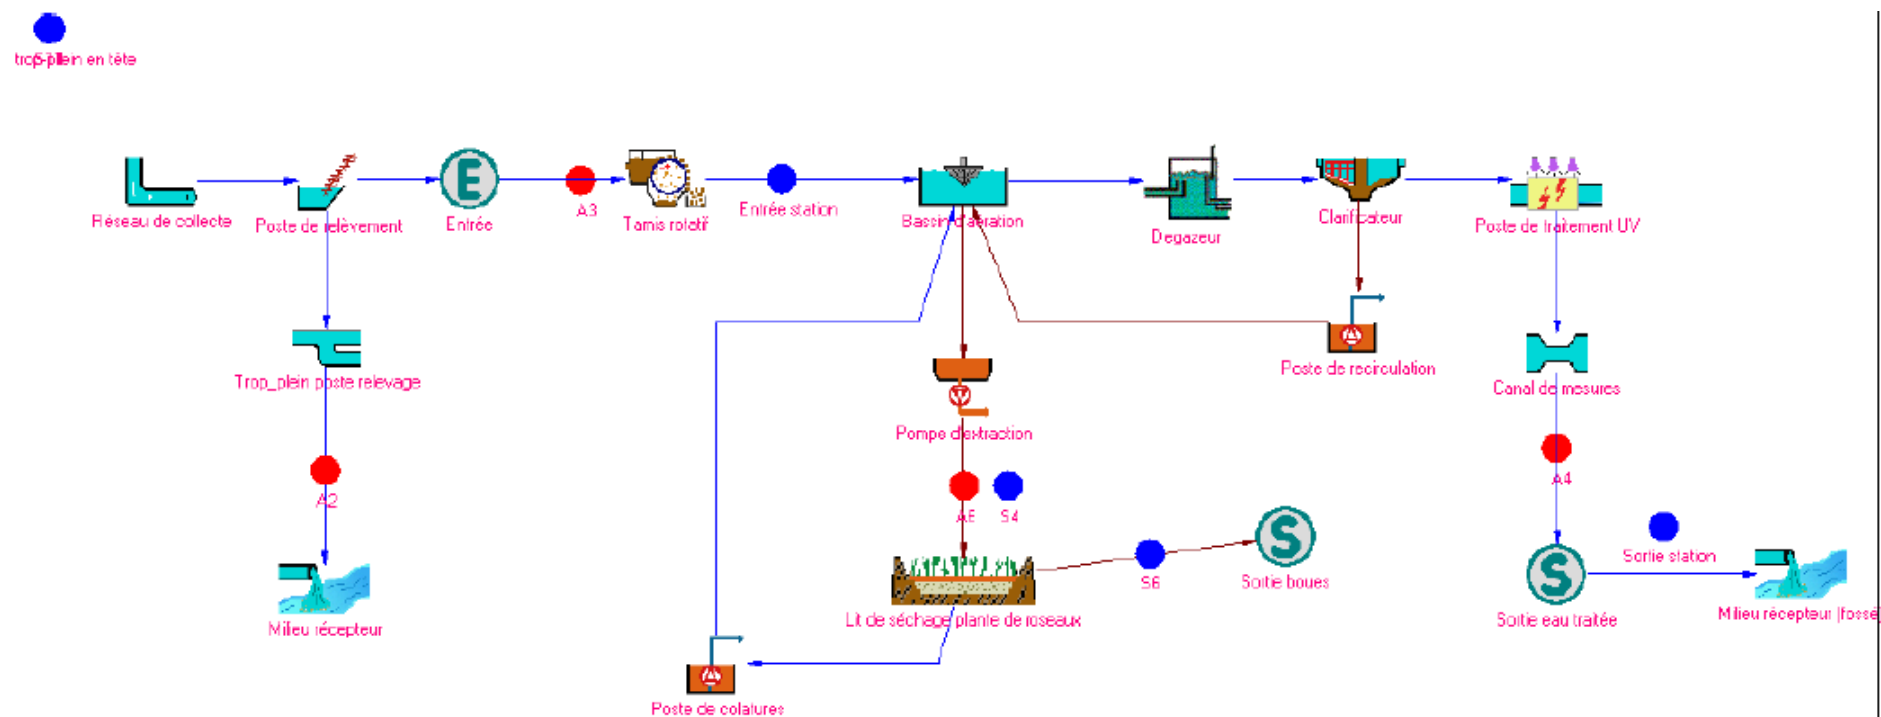 trop-plein en tête
Réseau de collecte
Poste de relèvement
E
Entrée
A3
Tamis rotatif
Entrée station
Bassin d'aération
Degazeur
Clarificateur
Poste de traitement UV
Trop_plein poste relevage
Poste de recirculation
Canal de mesures
Pompe d'extraction
A2
S4
A4
Milieu récepteur
Lit de séchage plante de roseaux
S6
S
Sortie boues
S
Sortie eau traitée
Sortie station
Milieu récepteur (fossé)
Poste de colatures